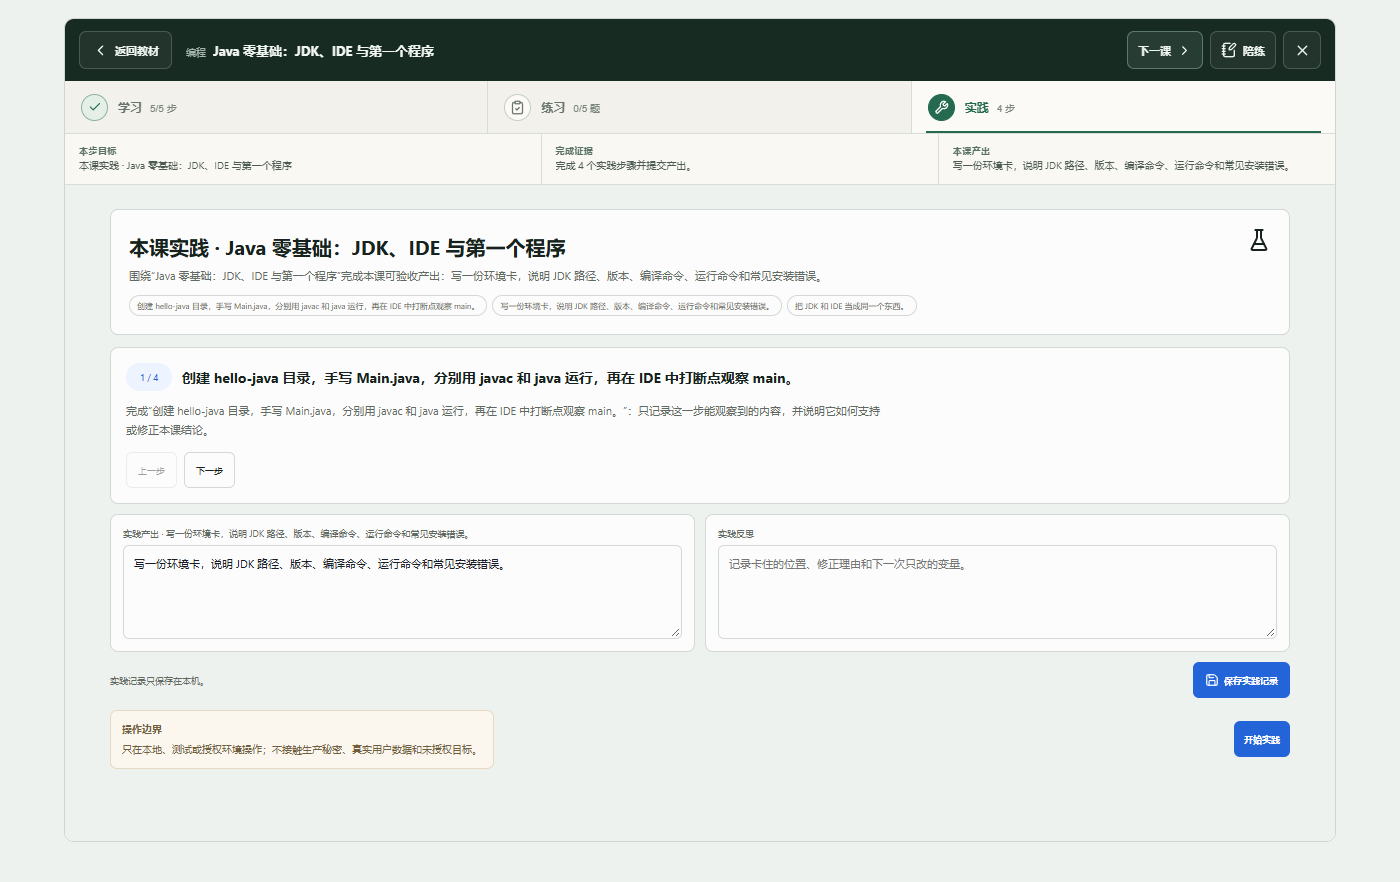 返回教材
编程 Java 零基础：JDK、IDE 与第一个程序
下一课
陪练
学习 5/5 步
练习 0/5 题
实践 4 步
本步目标
本课实践 · Java 零基础：JDK、IDE 与第一个程序
完成证据
完成 4 个实践步骤并提交产出。
本课产出
写一份环境卡，说明 JDK 路径、版本、编译命令、运行命令和常见安装错误。
本课实践 · Java 零基础：JDK、IDE 与第一个程序
围绕“Java 零基础：JDK、IDE 与第一个程序”完成本课可验收产出：写一份环境卡，说明 JDK 路径、版本、编译命令、运行命令和常见安装错误。
创建 hello-java 目录，手写 Main.java，分别用 javac 和 java 运行，再在 IDE 中打断点观察 main。
写一份环境卡，说明 JDK 路径、版本、编译命令、运行命令和常见安装错误。
把 JDK 和 IDE 当成同一个东西。
1 / 4 创建 hello-java 目录，手写 Main.java，分别用 javac 和 java 运行，再在 IDE 中打断点观察 main。
完成“创建 hello-java 目录，手写 Main.java，分别用 javac 和 java 运行，再在 IDE 中打断点观察 main。”：只记录这一步能观察到的内容，并说明它如何支持
或修正本课结论。
上一步
下一步
实践产出 · 写一份环境卡，说明 JDK 路径、版本、编译命令、运行命令和常见安装错误。
写一份环境卡，说明 JDK 路径、版本、编译命令、运行命令和常见安装错误。
实践反思
记录卡住的位置、修正理由和下一次只改的变量。
实践记录只保存在本机。
保存实践记录
操作边界
只在本地、测试或授权环境操作；不接触生产秘密、真实用户数据和未授权目标。
开始实践